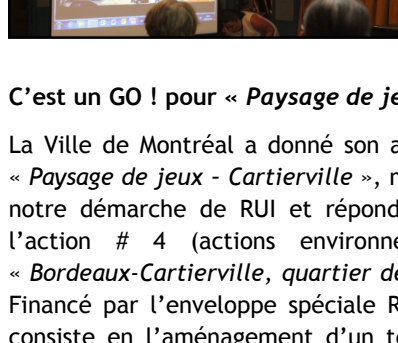 C'est un GO ! pour « Paysage de je
La Ville de Montréal a donné son a
« Paysage de jeux – Cartierville », n
notre démarche de RUI et répond
l'action # 4 (actions environne
« Bordeaux-Cartierville, quartier de
Financé par l'enveloppe spéciale R
consiste en l'aménagement d'un te